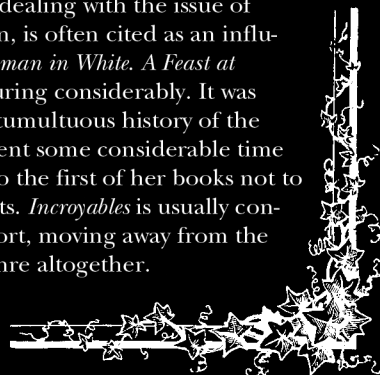 dealing with the issue of
n, is often cited as an influ-
man in White. A Feast at
uring considerably. It was
tumultuous history of the
ent some considerable time
o the first of her books not to
ts. Incroyables is usually con-
ort, moving away from the
nre altogether.